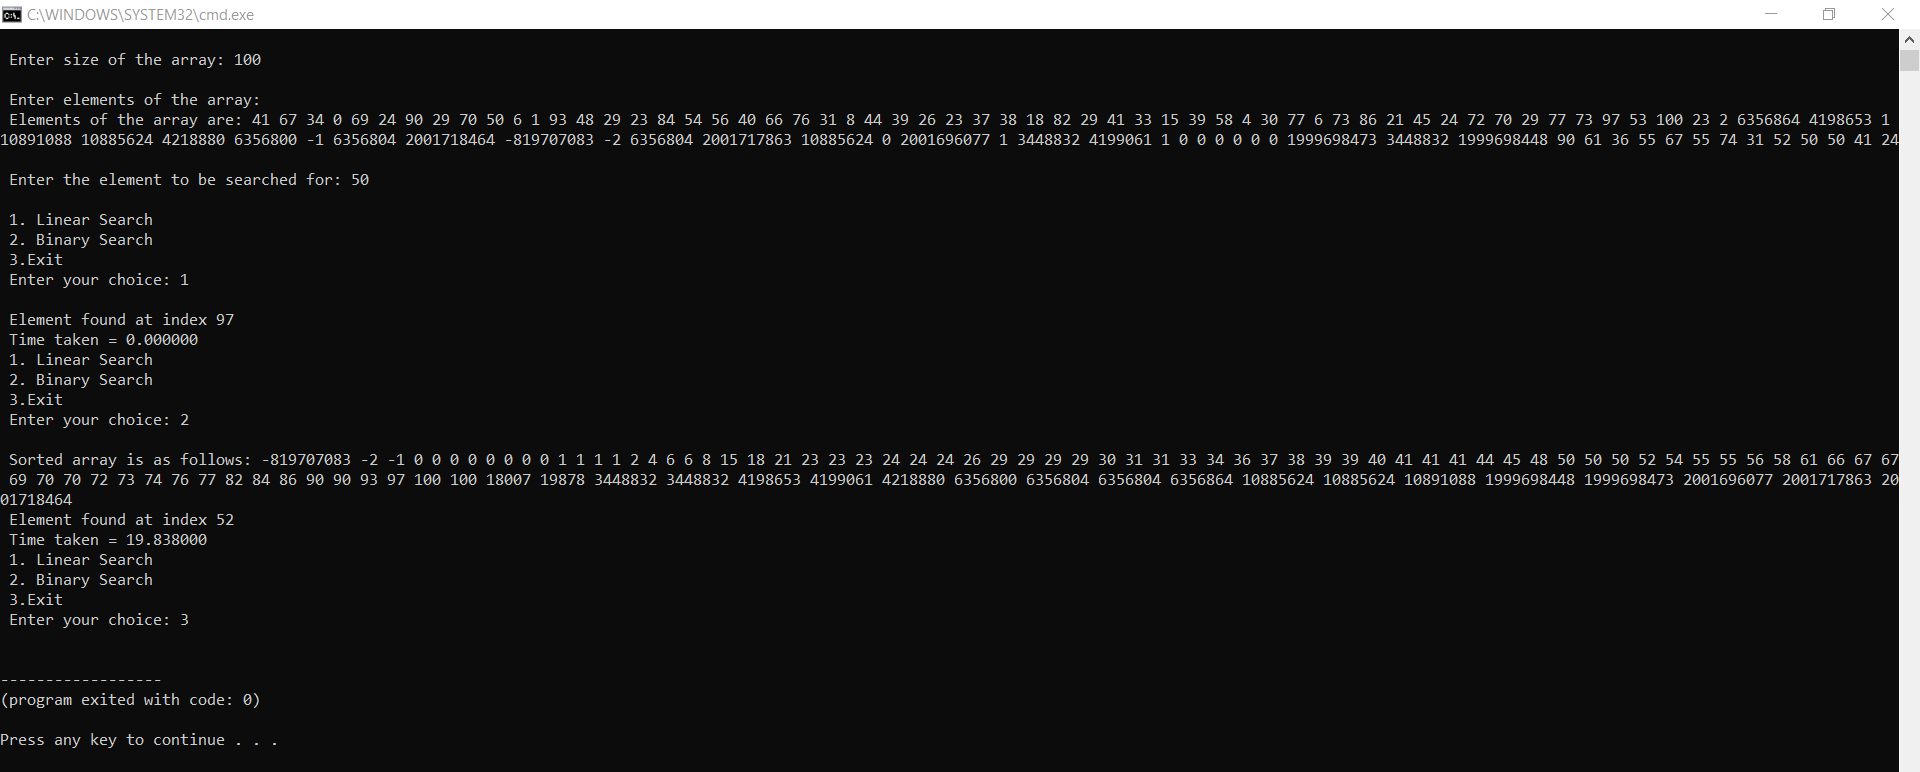 C:\WINDOWS\SYSTEM32\cmd.exe
Enter size of the array: 100
Enter elements of the array:
Elements of the array are: 41 67 34 0 69 24 90 29 70 50 6 1 93 48 29 23 84 54 56 40 66 76 31 8 44 39 26 23 37 38 18 82 29 41 33 15 39 58 4 30 77 6 73 86 21 45 24 72 70 29 77 73 97 53 100 23 2 6356864 4198653 1
10891088 10885624 4218880 6356800 -1 6356804 2001718464 -819707083 -2 6356804 2001717863 10885624 0 2001696077 1 3448832 4199061 1 0 0 0 0 0 0 1999698473 3448832 1999698448 90 61 36 55 67 55 74 31 52 50 50 41 24
Enter the element to be searched for: 50
1. Linear Search
2. Binary Search
3.Exit
Enter your choice: 1
Element found at index 97
Time taken = 0.000000
1. Linear Search
2. Binary Search
3.Exit
Enter your choice: 2
Sorted array is as follows: -819707083 -2 -1 0 0 0 0 0 0 0 0 1 1 1 1 2 4 6 6 8 15 18 21 23 23 23 24 24 24 26 29 29 29 29 30 31 31 33 34 36 37 38 39 39 40 41 41 41 44 45 48 50 50 50 52 54 55 55 56 58 61 66 67 67
69 70 70 72 73 74 76 77 82 84 86 90 90 93 97 100 100 18007 19878 3448832 3448832 4198653 4199061 4218880 6356800 6356804 6356804 6356864 10885624 10885624 10891088 1999698448 1999698473 2001696077 2001717863 20
01718464
Element found at index 52
Time taken = 19.838000
1. Linear Search
2. Binary Search
3.Exit
Enter your choice: 3
------------------
(program exited with code: 0)
Press any key to continue . . .